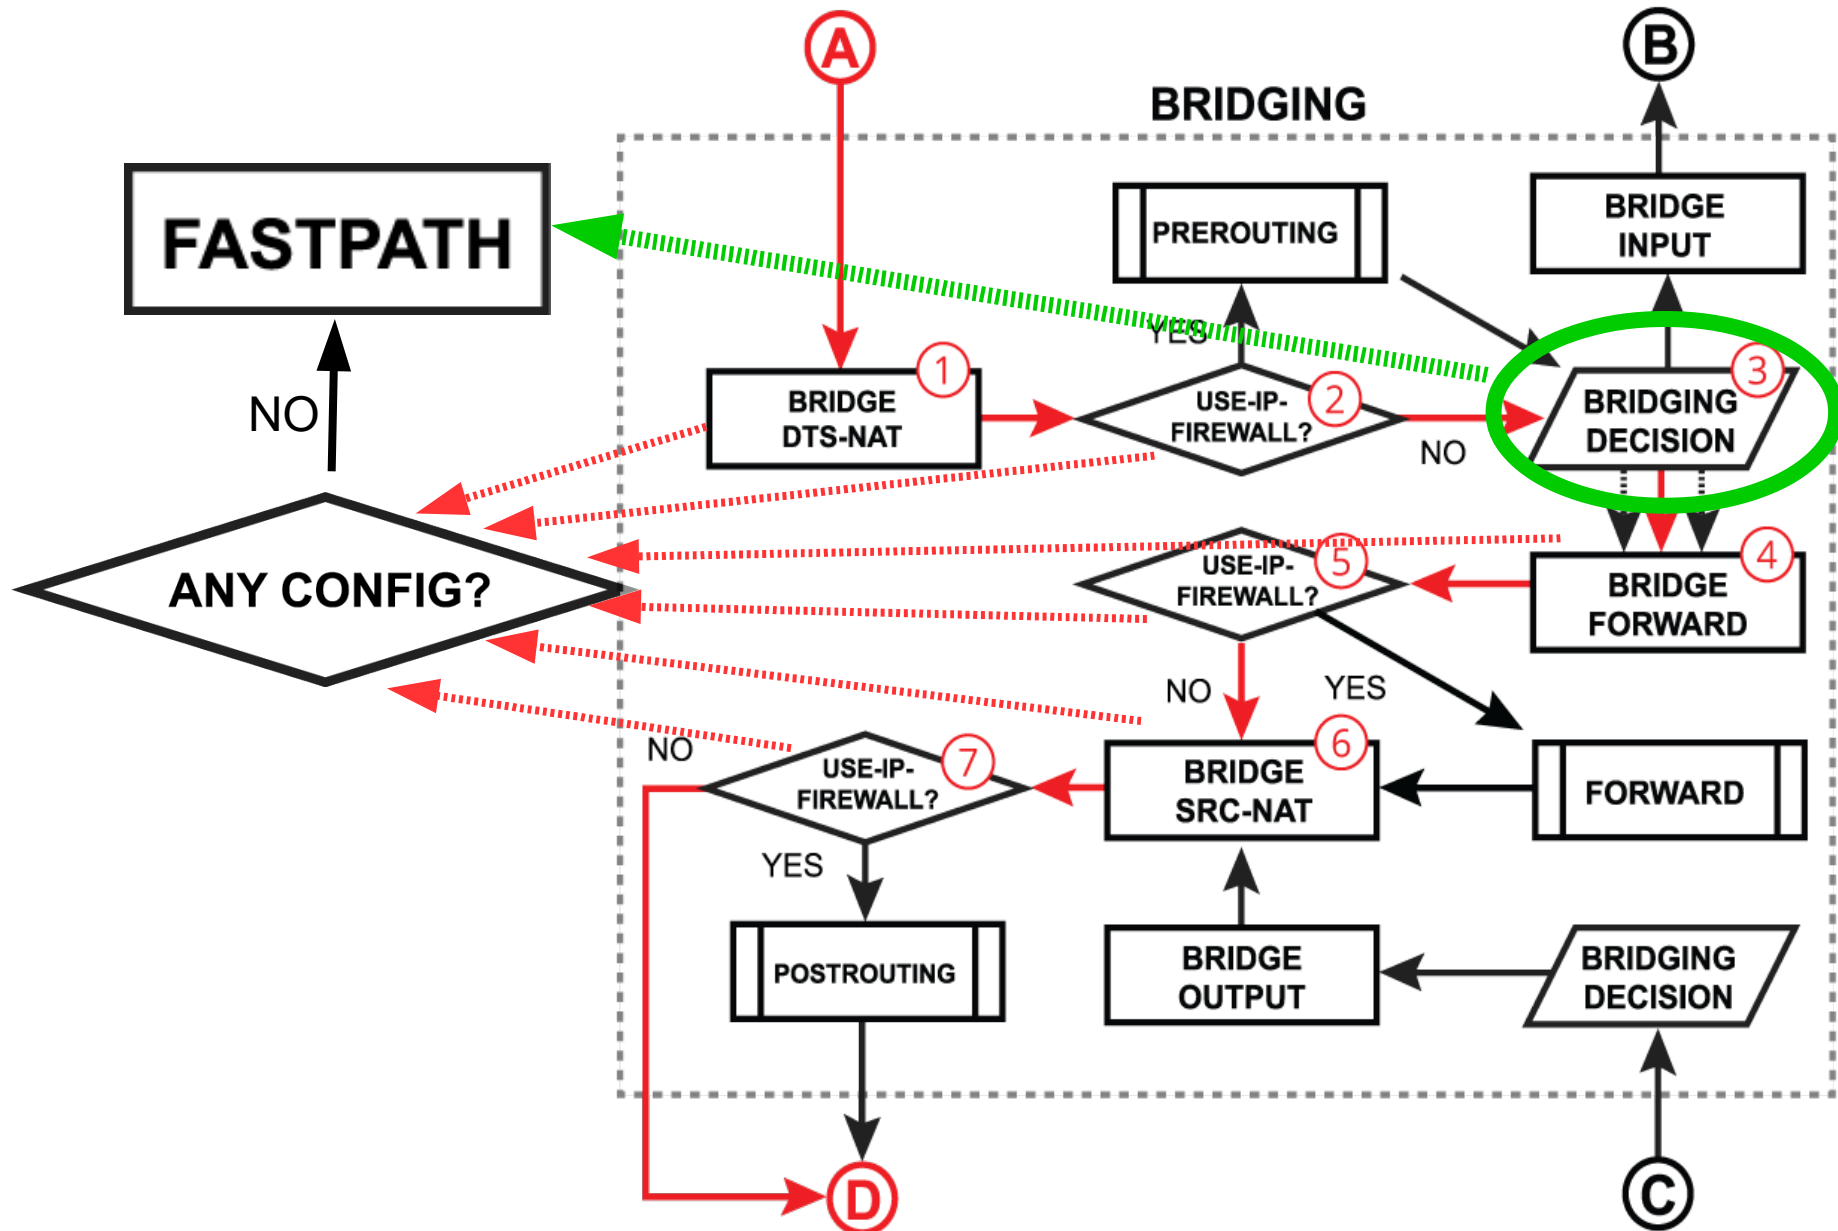 A
B
BRIDGING
FASTPATH
PREROUTING
BRIDGE
INPUT
YES
NO
1
BRIDGE
DTS-NAT
2
USE-IP-
FIREWALL?
NO
3
BRIDGING
DECISION
ANY CONFIG?
5
USE-IP-
FIREWALL?
4
BRIDGE
FORWARD
NO
YES
NO
7
USE-IP-
FIREWALL?
6
BRIDGE
SRC-NAT
FORWARD
YES
POSTROUTING
BRIDGE
OUTPUT
BRIDGING
DECISION
D
C